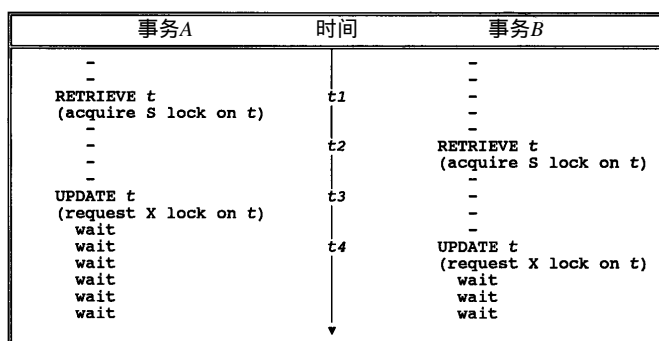 事务A 时间 事务B
- -
- -
RETRIEVE t t1 -
(acquire S lock on t) -
- -
- t2 RETRIEVE t
- (acquire S lock on t)
- -
UPDATE t t3 -
(request X lock on t) -
wait -
wait t4 UPDATE t
wait (request X lock on t)
wait wait
wait wait
wait wait